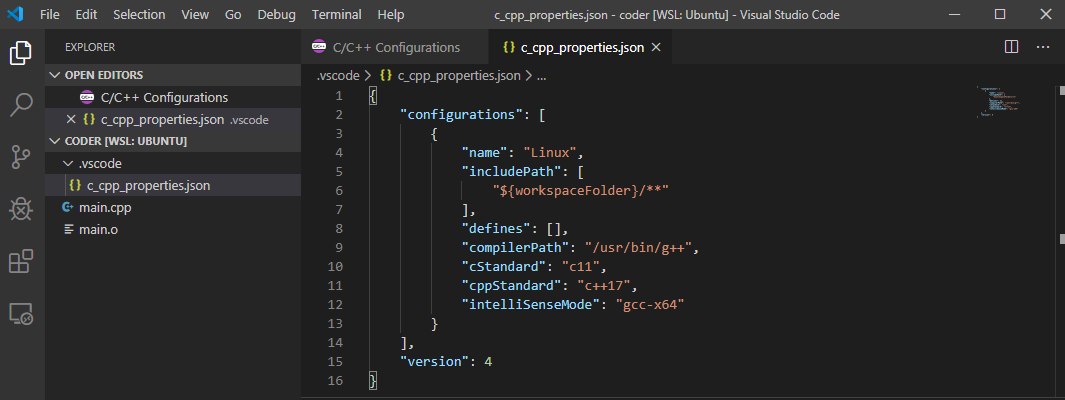 File Edit Selection View Go Debug Terminal Help c_cpp_properties.json - coder [WSL: Ubuntu] - Visual Studio Code
EXPLORER
OPEN EDITORS
C/C++ Configurations
c_cpp_properties.json .vscode
CODER [WSL: UBUNTU]
.vscode
{} c_cpp_properties.json
main.cpp
main.o
C/C++ Configurations {} c_cpp_properties.json
.vscode > {} c_cpp_properties.json > ...
1 {
2 "configurations": [
3 {
4 "name": "Linux",
5 "includePath": [
6 "${workspaceFolder}/**"
7 ],
8 "defines": [],
9 "compilerPath": "/usr/bin/g++",
10 "cStandard": "c11",
11 "cppStandard": "c++17",
12 "intelliSenseMode": "gcc-x64"
13 }
14 ],
15 "version": 4
16 }